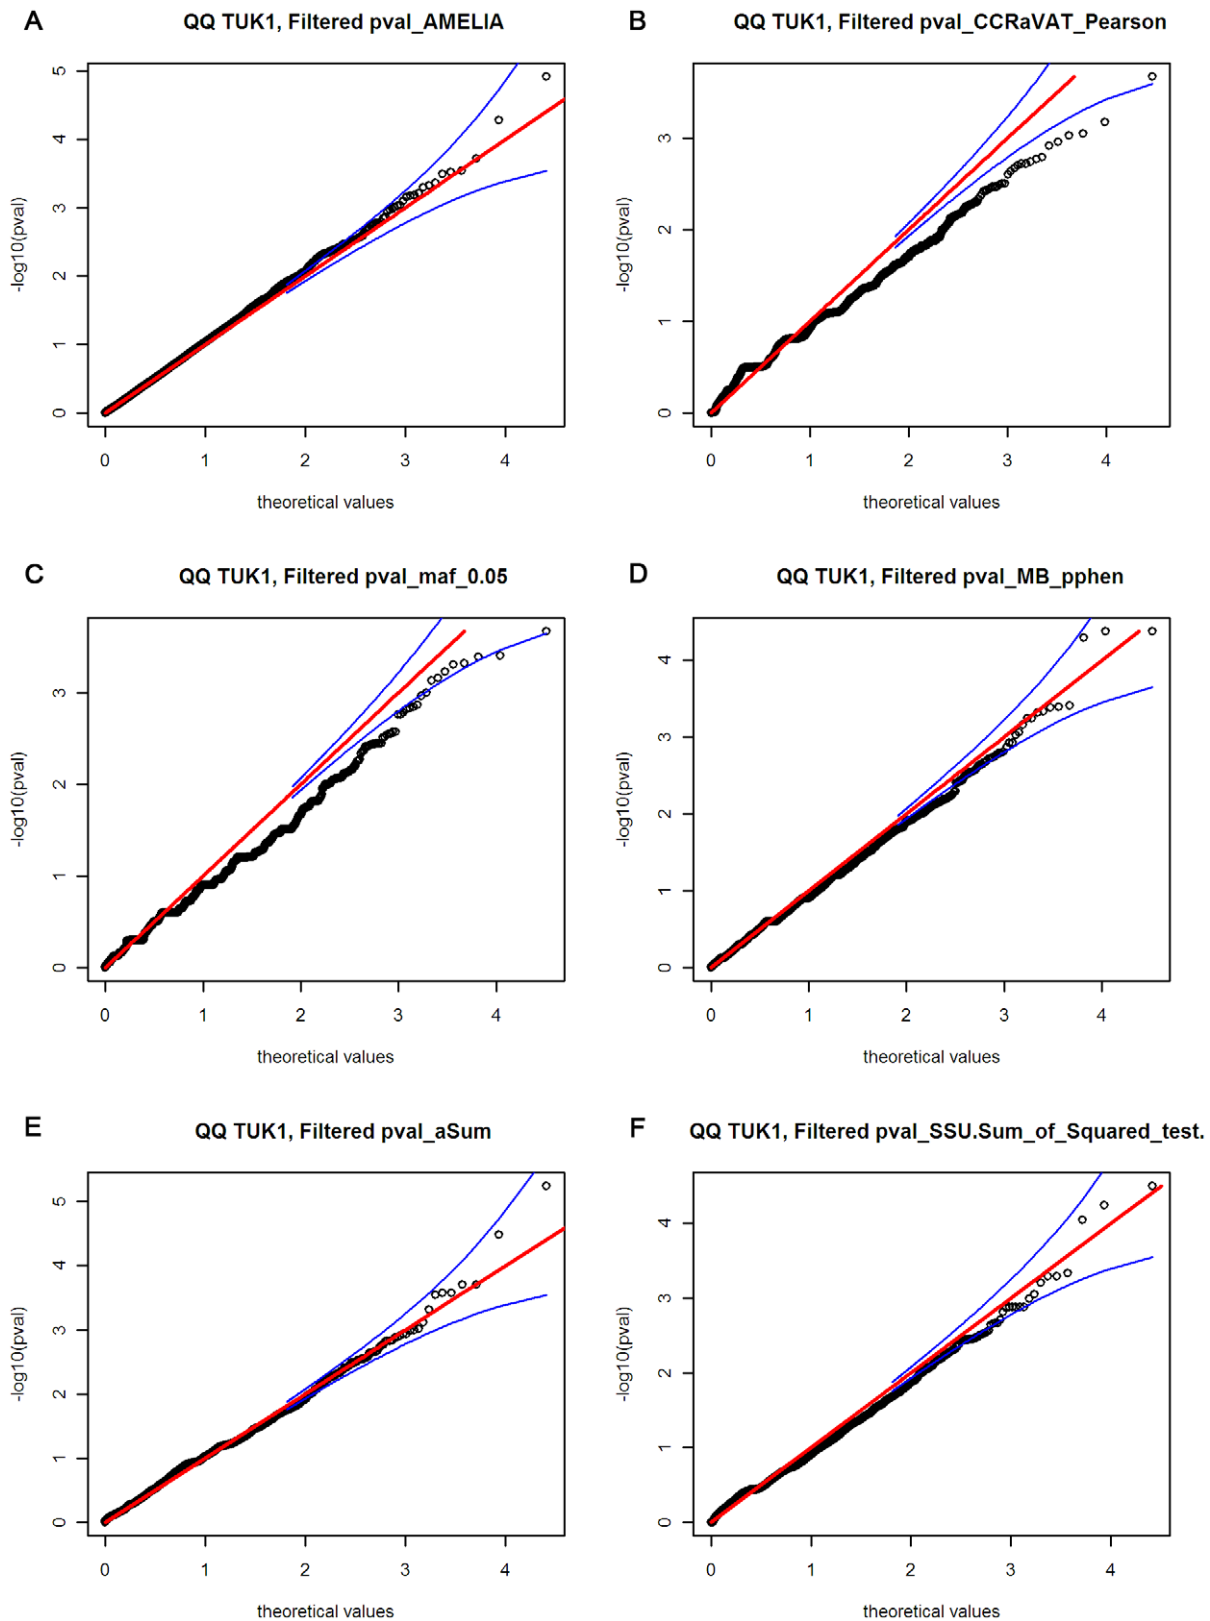 A
QQ TUK1, Filtered pval_AMELIA
-log10(pval)
5
4
3
2
1
0
0 1 2 3 4
theoretical values
B
QQ TUK1, Filtered pval_CCRaVAT_Pearson
-log10(pval)
3
2
1
0
0 1 2 3 4
theoretical values
C
QQ TUK1, Filtered pval_maf_0.05
-log10(pval)
3
2
1
0
0 1 2 3 4
theoretical values
D
QQ TUK1, Filtered pval_MB_pphen
-log10(pval)
4
3
2
1
0
0 1 2 3 4
theoretical values
E
QQ TUK1, Filtered pval_aSum
-log10(pval)
5
4
3
2
1
0
0 1 2 3 4
theoretical values
F
QQ TUK1, Filtered pval_SSU.Sum_of_Squared_test.
-log10(pval)
4
3
2
1
0
0 1 2 3 4
theoretical values